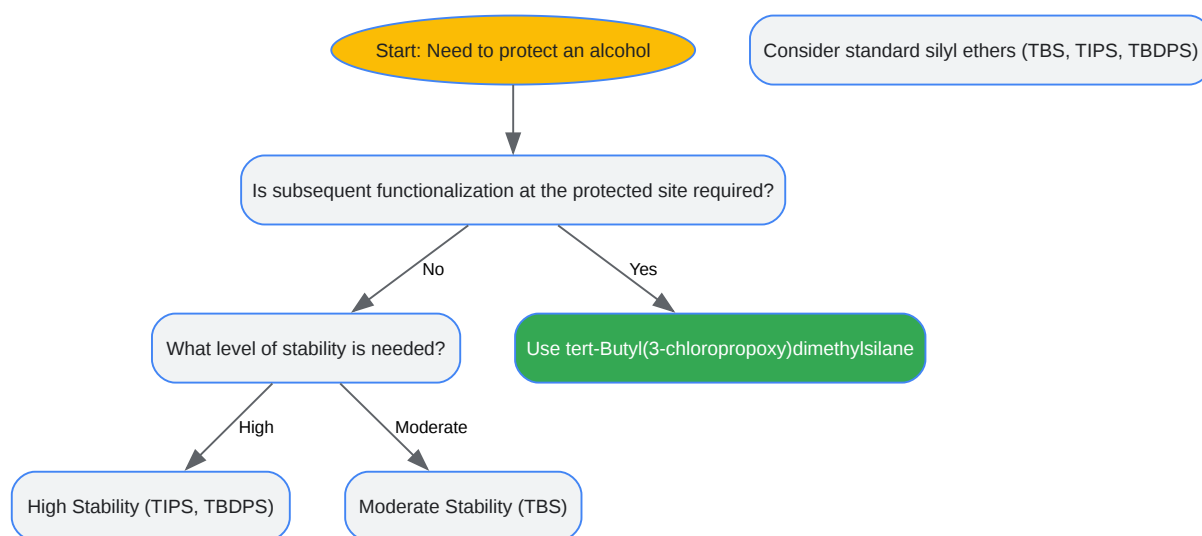 Start: Need to protect an alcohol
Consider standard silyl ethers (TBS, TIPS, TBDPS)
Is subsequent functionalization at the protected site required?
No
Yes
What level of stability is needed?
Use tert-Butyl(3-chloropropoxy)dimethylsilane
High
Moderate
High Stability (TIPS, TBDPS)
Moderate Stability (TBS)